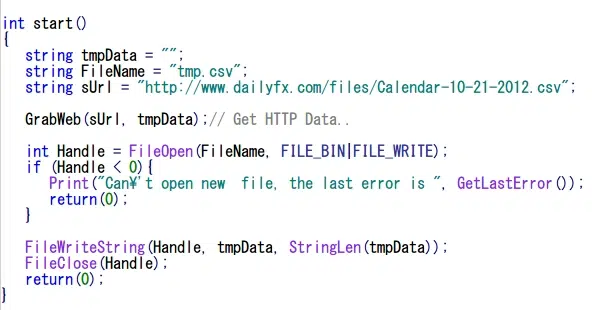 int start()
{
   string tmpData = "";
   string FileName = "tmp.csv";
   string sUrl = "http://www.dailyfx.com/files/Calendar-10-21-2012.csv";

   GrabWeb(sUrl, tmpData);// Get HTTP Data..

   int Handle = FileOpen(FileName, FILE_BIN|FILE_WRITE);
   if (Handle < 0){
      Print("Can¥'t open new  file, the last error is ", GetLastError());
      return(0);
   }

   FileWriteString(Handle, tmpData, StringLen(tmpData));
   FileClose(Handle);
   return(0);
}